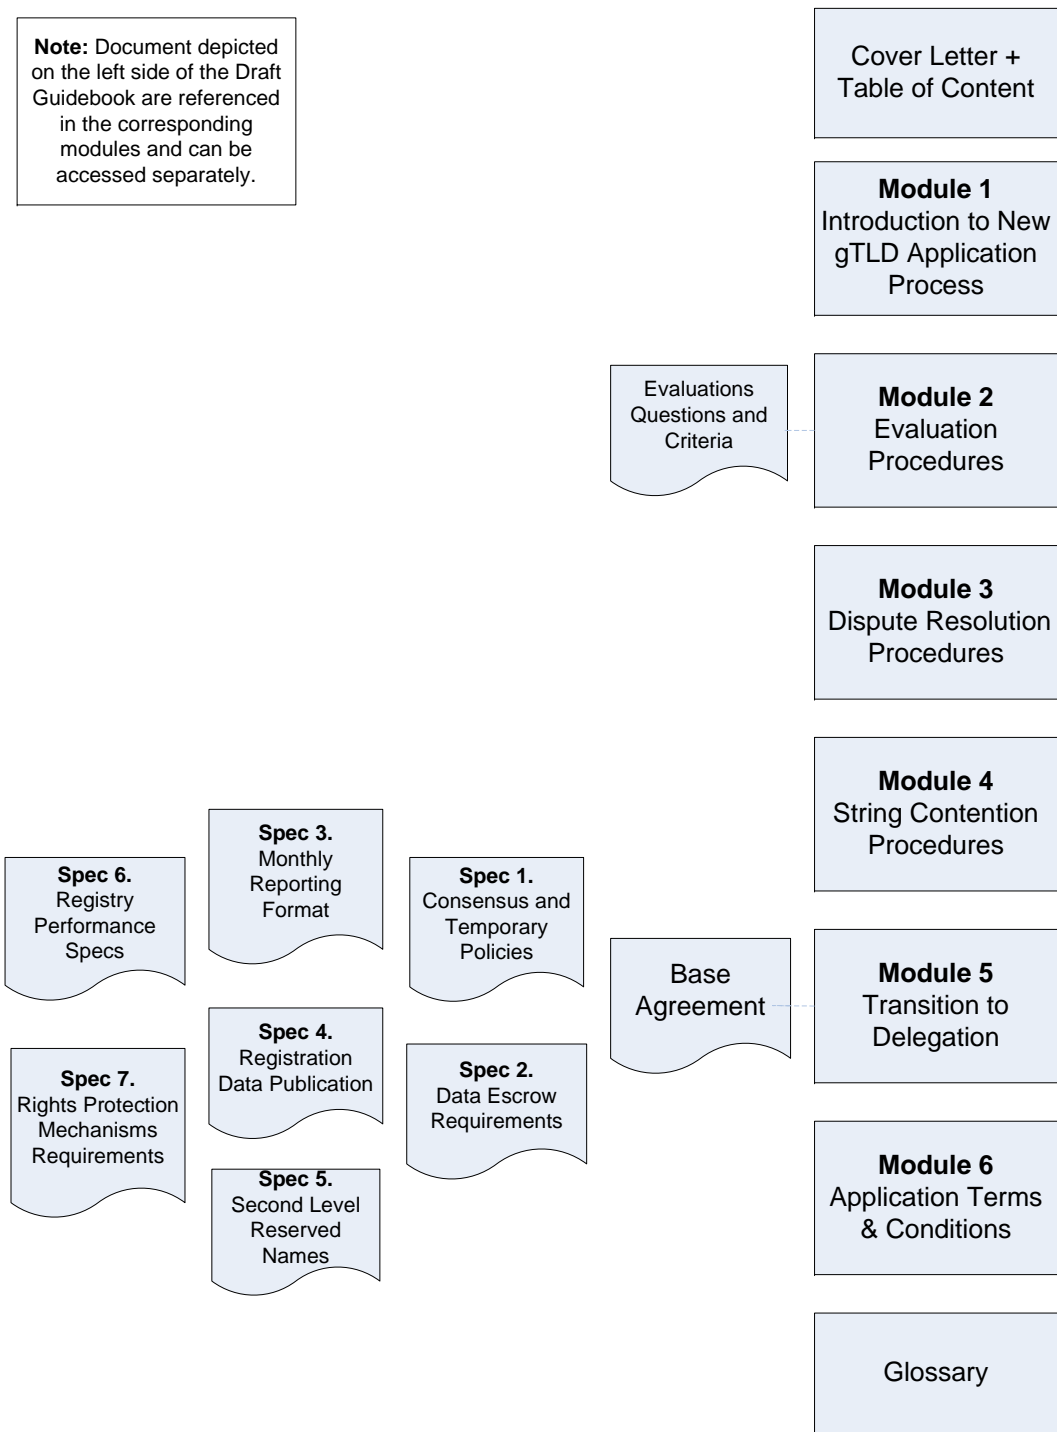 Note: Document depicted
on the left side of the Draft
Guidebook are referenced
in the corresponding
modules and can be
accessed separately.
Cover Letter +
Table of Content
Module 1
Introduction to New
gTLD Application
Process
Evaluations
Questions and
Criteria
Module 2
Evaluation
Procedures
Module 3
Dispute Resolution
Procedures
Module 4
String Contention
Procedures
Spec 6.
Registry
Performance
Specs
Spec 3.
Monthly
Reporting
Format
Spec 1.
Consensus and
Temporary
Policies
Base
Agreement
Module 5
Transition to
Delegation
Spec 7.
Rights Protection
Mechanisms
Requirements
Spec 4.
Registration
Data Publication
Spec 2.
Data Escrow
Requirements
Spec 5.
Second Level
Reserved
Names
Module 6
Application Terms
& Conditions
Glossary